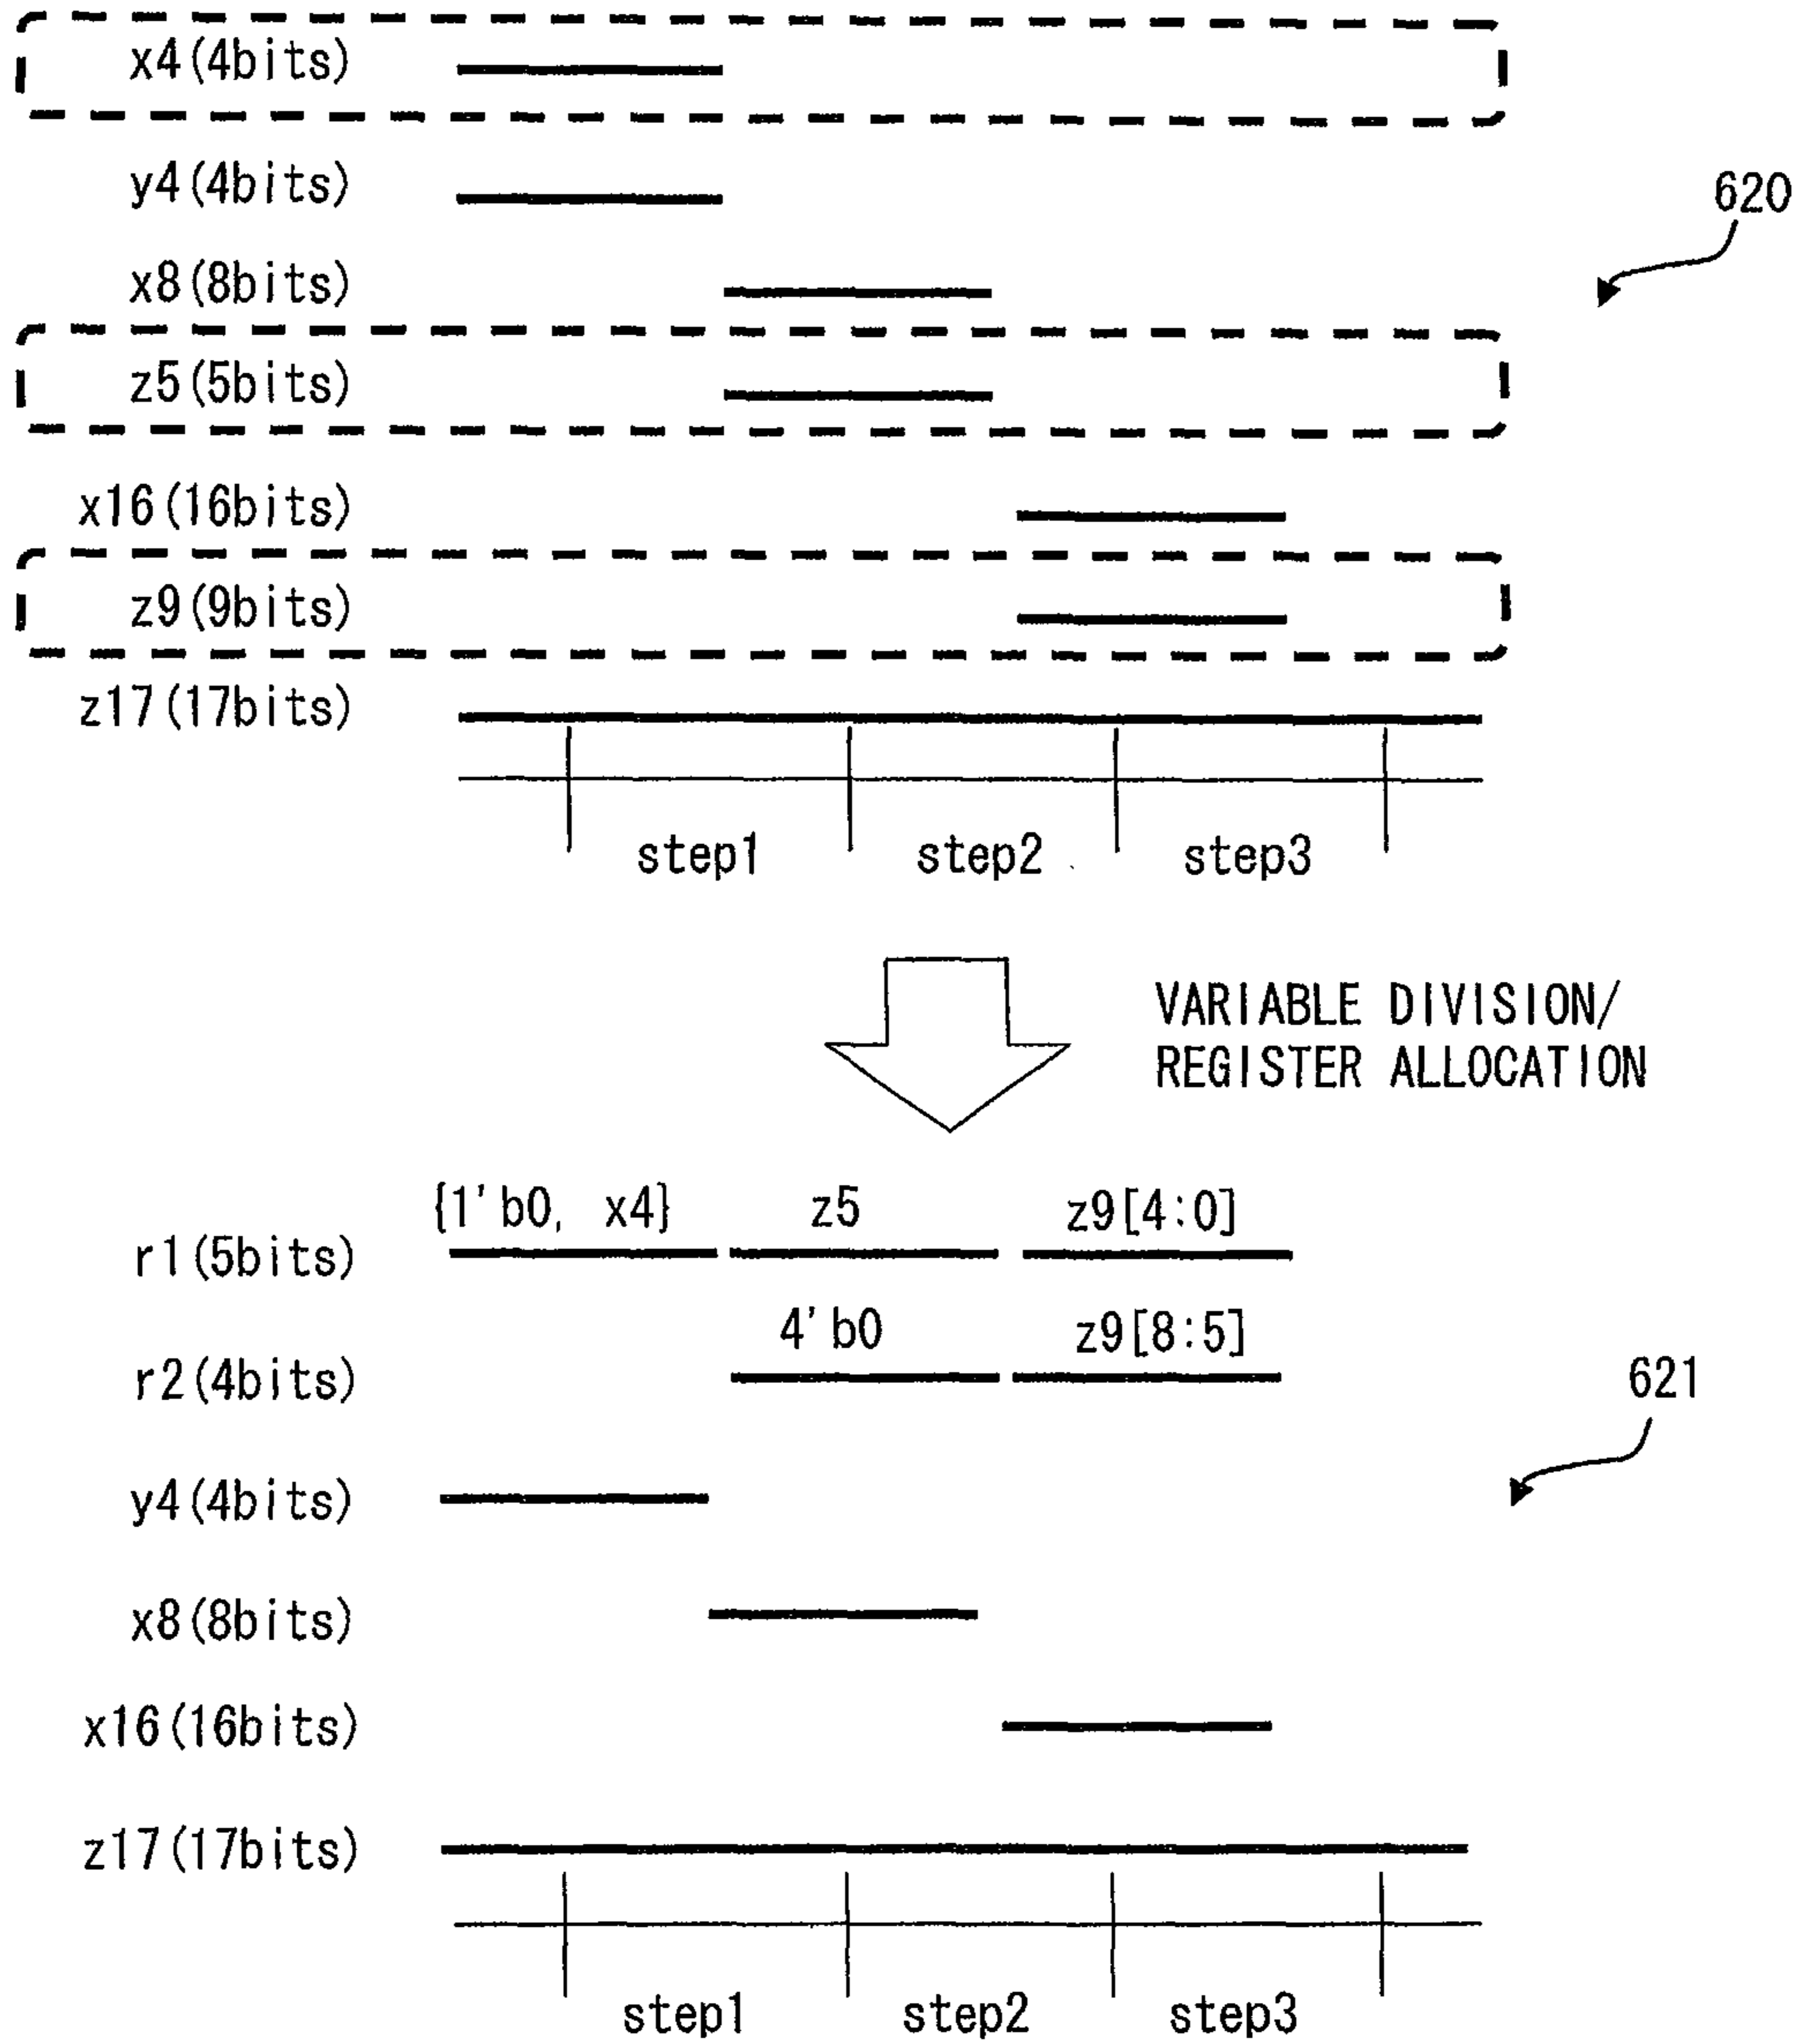 x4(4bits)
y4(4bits)
620
x8(8bits)
z5(5bits)
x16(16bits)
z9(9bits)
z17(17bits)
step1 step2 step3
VARIABLE DIVISION/
REGISTER ALLOCATION
{1'b0, x4} z5 z9[4:0]
r1(5bits)
4'b0 z9[8:5]
r2(4bits)
621
y4(4bits)
x8(8bits)
x16(16bits)
z17(17bits)
step1 step2 step3